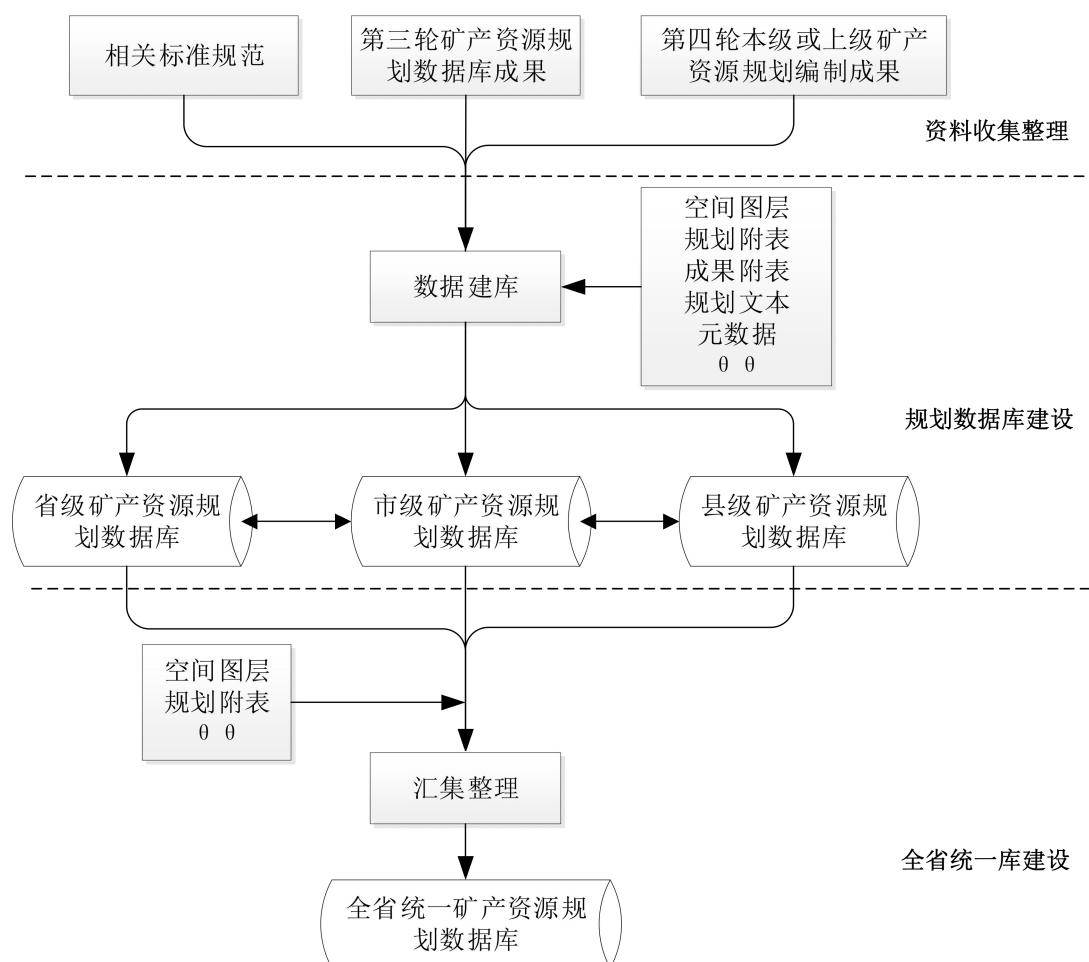 相关标准规范
第三轮矿产资源规
划数据库成果
第四轮本级或上级矿产
资源规划编制成果
资料收集整理
空间图层
规划附表
成果附表
规划文本
元数据
θ θ
数据建库
规划数据库建设
省级矿产资源规
划数据库
市级矿产资源规
划数据库
县级矿产资源规
划数据库
空间图层
规划附表
θ θ
汇集整理
全省统一库建设
全省统一矿产资源规
划数据库